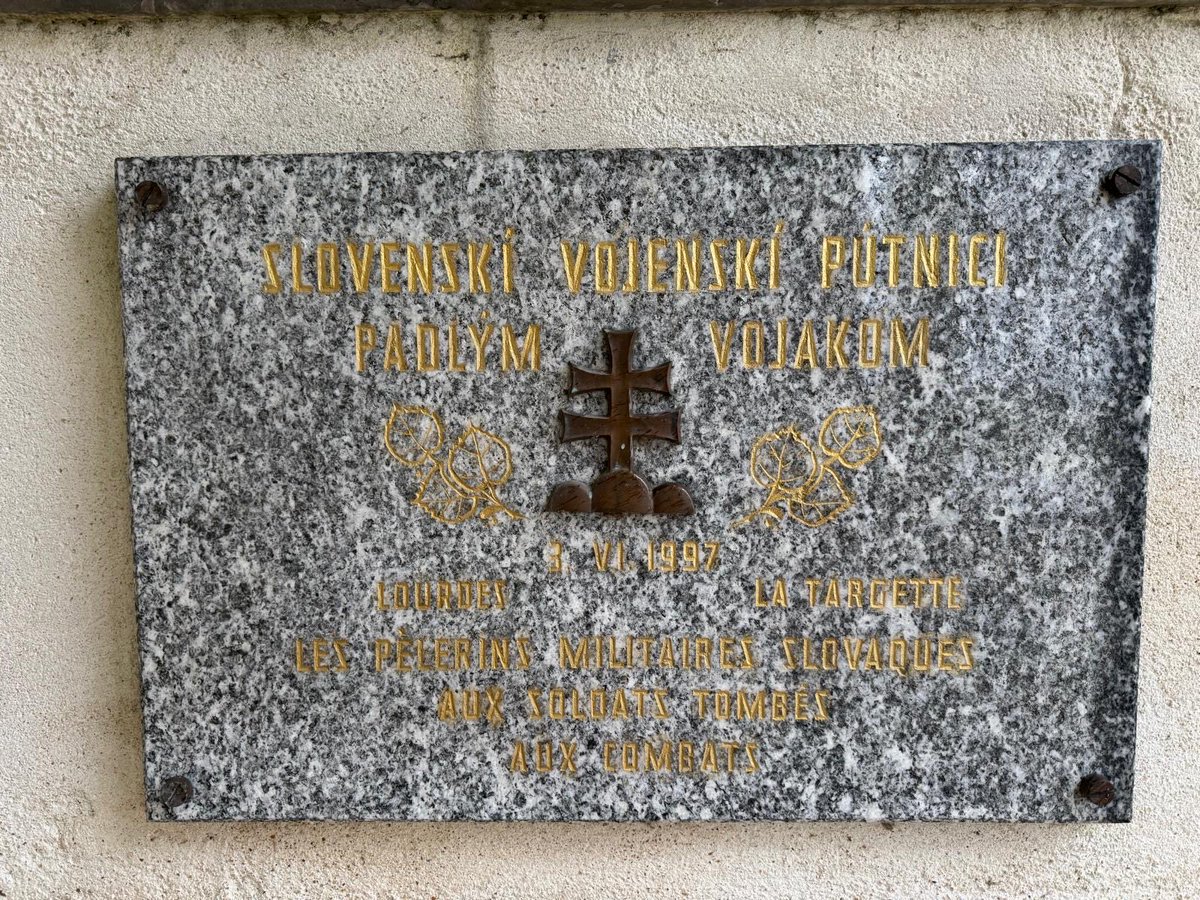 SLOVENSKÍ VOJENSKÍ PÚTNICI
PADLÝM VOJAKOM
3. VI. 1997
LOURDES LA TARGETTE
LES PÈLERINS MILITAIRES SLOVAQUES
AUX SOLDATS TOMBÉS
AUX COMBATS